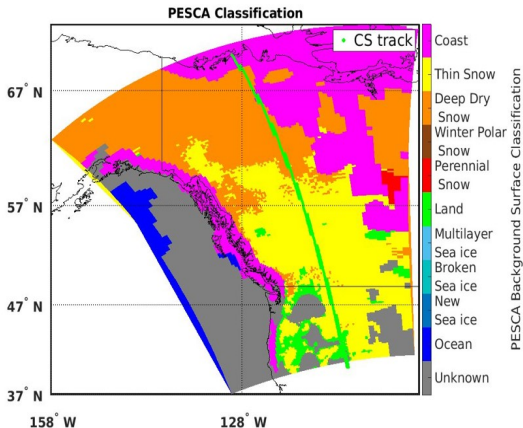 PESCA Classification
CS track
67° N
57° N
47° N
37° N
158° W
128° W
Coast
Thin Snow
Deep Dry
Snow
Winter Polar
Snow
Perennial
Snow
Land
Multilayer
Sea ice
Broken
Sea ice
New
Sea ice
Ocean
Unknown
PESCA Background Surface Classification